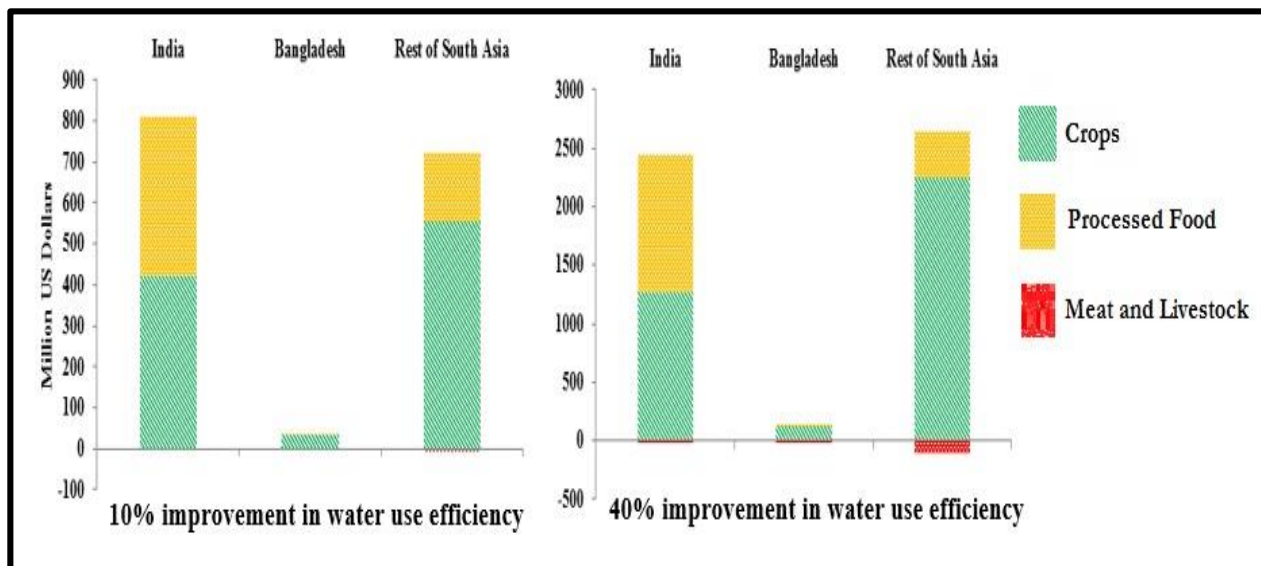 India Bangladesh Rest of South Asia
900
800
700
600
500
400
300
200
100
0
-100
Million US Dollars
10% improvement in water use efficiency
India Bangladesh Rest of South Asia
3000
2500
2000
1500
1000
500
0
-500
40% improvement in water use efficiency
Crops
Processed Food
Meat and Livestock